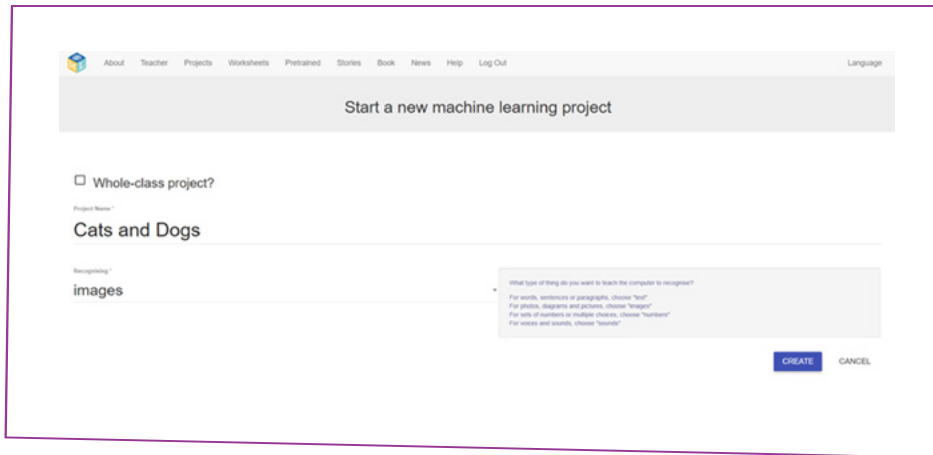 About Teacher Projects Worksheets Pretrained Stories Book News Help Log Out Language
Start a new machine learning project
Whole-class project?
Project Name *
Cats and Dogs
Recognising *
images
What type of thing do you want to teach the computer to recognise?
For words, sentences or paragraphs, choose "text"
For photos, diagrams and pictures, choose "images"
For sets of numbers or multiple choices, choose "numbers"
For voices and sounds, choose "sounds"
CREATE CANCEL